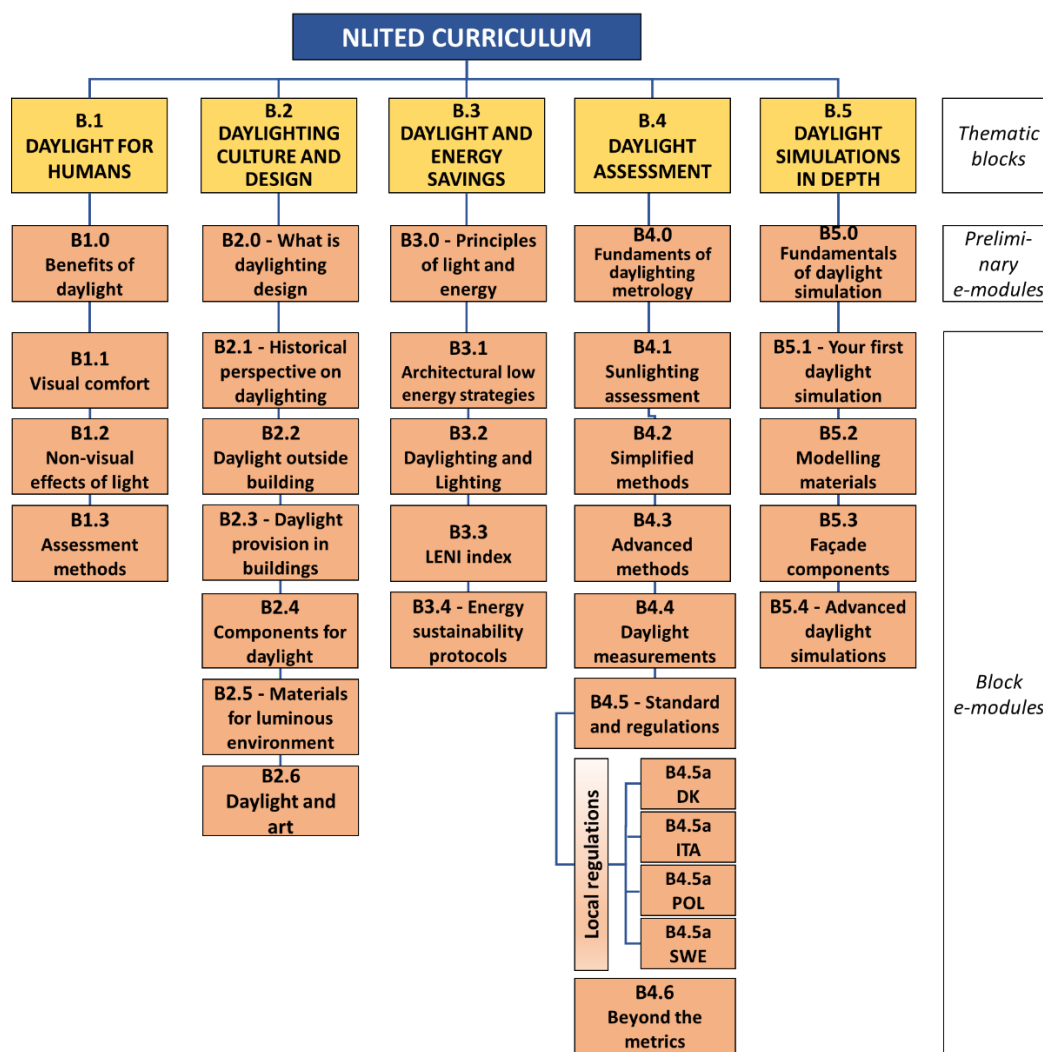 NLITED CURRICULUM
B.1
DAYLIGHT FOR
HUMANS
B.2
DAYLIGHTING
CULTURE AND
DESIGN
B.3
DAYLIGHT AND
ENERGY
SAVINGS
B.4
DAYLIGHT
ASSESSMENT
B.5
DAYLIGHT
SIMULATIONS
IN DEPTH
Thematic
blocks
B1.0
Benefits of
daylight
B2.0 - What is
daylighting
design
B3.0 - Principles
of light and
energy
B4.0
Fundaments of
daylighting
metrology
B5.0
Fundamentals
of daylight
simulation
Prelimi-
nary
e-modules
B1.1
Visual comfort
B1.2
Non-visual
effects of light
B1.3
Assessment
methods
B2.1 - Historical
perspective on
daylighting
B2.2
Daylight outside
building
B2.3 - Daylight
provision in
buildings
B2.4
Components for
daylight
B2.5 - Materials
for luminous
environment
B2.6
Daylight and
art
B3.1
Architectural low
energy strategies
B3.2
Daylighting and
Lighting
B3.3
LENI index
B3.4 - Energy
sustainability
protocols
B4.1
Sunlighting
assessment
B4.2
Simplified
methods
B4.3
Advanced
methods
B4.4
Daylight
measurements
B4.5 - Standard
and regulations
Local regulations
B4.5a
DK
B4.5a
ITA
B4.5a
POL
B4.5a
SWE
B4.6
Beyond the
metrics
B5.1 - Your first
daylight
simulation
B5.2
Modelling
materials
B5.3
Façade
components
B5.4 - Advanced
daylight
simulations
Block
e-modules